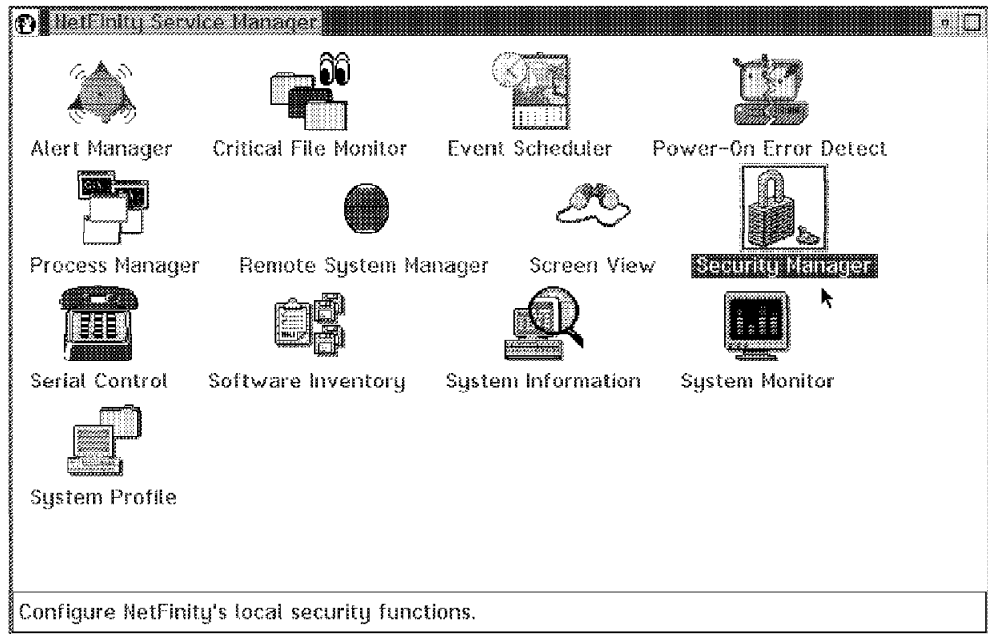 NetFinity Service Manager
Alert Manager
Critical File Monitor
Event Scheduler
Power-On Error Detect
Process Manager
Remote System Manager
Screen View
Security Manager
Serial Control
Software Inventory
System Information
System Monitor
System Profile
Configure NetFinity's local security functions.